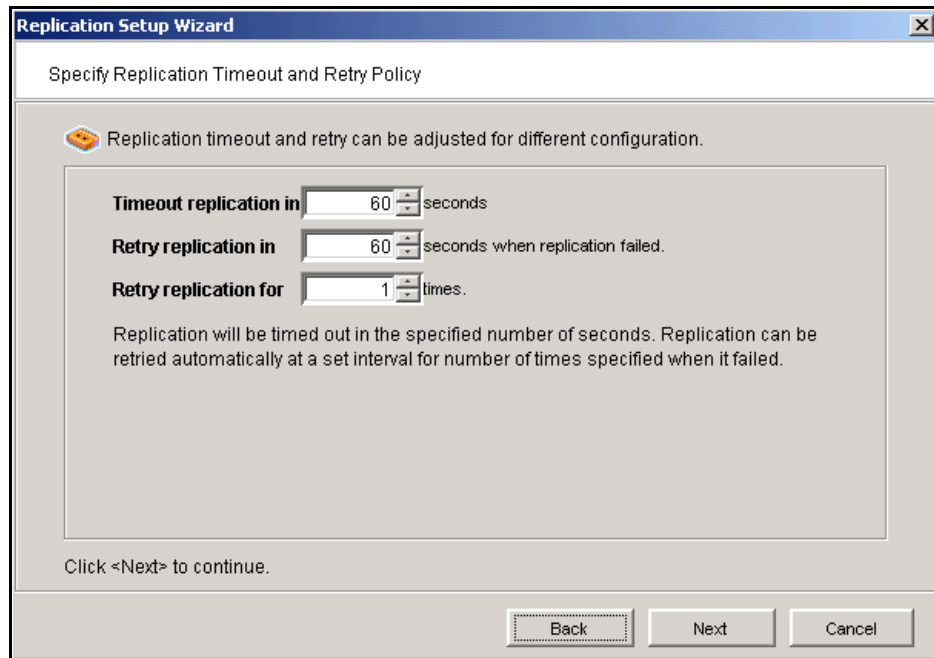 Replication Setup Wizard
Specify Replication Timeout and Retry Policy
Replication timeout and retry can be adjusted for different configuration.
Timeout replication in 60 seconds
Retry replication in 60 seconds when replication failed.
Retry replication for 1 times.
Replication will be timed out in the specified number of seconds. Replication can be
retried automatically at a set interval for number of times specified when it failed.
Click <Next> to continue.
Back Next Cancel